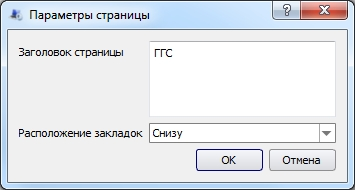 Параметры страницы
Заголовок страницы ГГС
Расположение закладок Снизу
OK Отмена